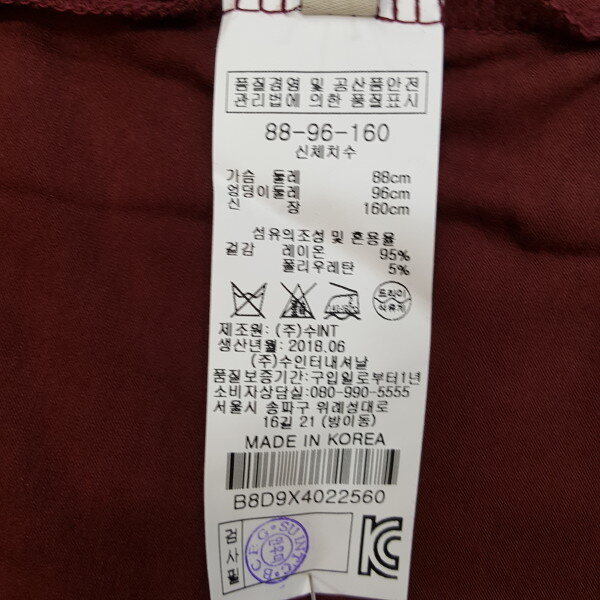 품질경영 및 공산품안전
관리법에 의한 품질표시
88-96-160
신체치수
가슴 둘레 88cm
엉덩이둘레 96cm
신 장 160cm
섬유의조성 및 혼용율
겉감 레이온 95%
폴리우레탄 5%
드라이
석유계
제조원: (주)수INT
생산년월: 2018.06
(주)수인터내셔날
품질보증기간:구입일로부터1년
소비자상담실:080-990-5555
서울시 송파구 위례성대로
16길 21 (방이동)
MADE IN KOREA
B8D9X4022560
검사필